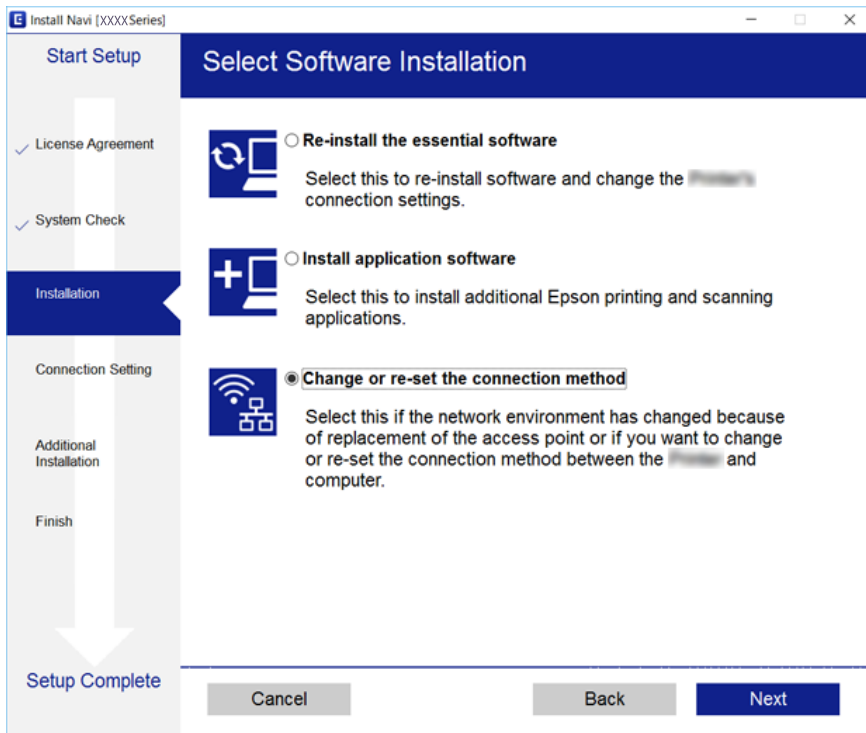 Install Navi [XXXXSeries]
Start Setup
License Agreement
System Check
Installation
Connection Setting
Additional
Installation
Finish
Setup Complete
Select Software Installation
Re-install the essential software
Select this to re-install software and change the
connection settings.
Install application software
Select this to install additional Epson printing and scanning
applications.
Change or re-set the connection method
Select this if the network environment has changed because
of replacement of the access point or if you want to change
or re-set the connection method between the and
computer.
Cancel
Back
Next